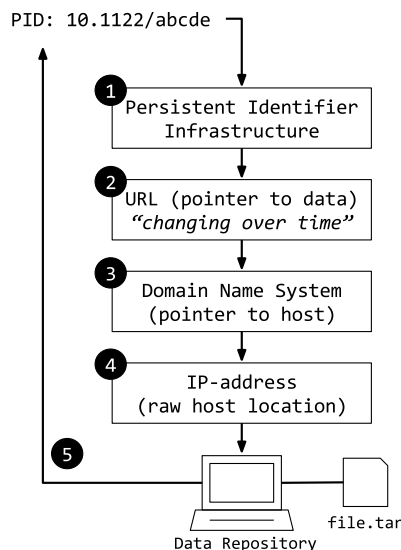 PID: 10.1122/abcde
1
Persistent Identifier
Infrastructure
2
URL (pointer to data)
“changing over time”
3
Domain Name System
(pointer to host)
4
IP-address
(raw host location)
5
file.tar
Data Repository